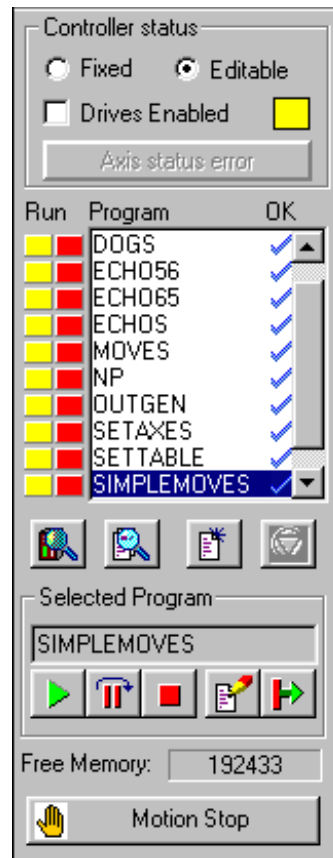 Controller status
Fixed Editable
Drives Enabled
Axis status error
Run Program OK
DOGS
ECHO56
ECHO65
ECHOS
MOVES
NP
OUTGEN
SETAXES
SETTABLE
SIMPLEMOVES
Selected Program
SIMPLEMOVES
Free Memory: 192433
Motion Stop